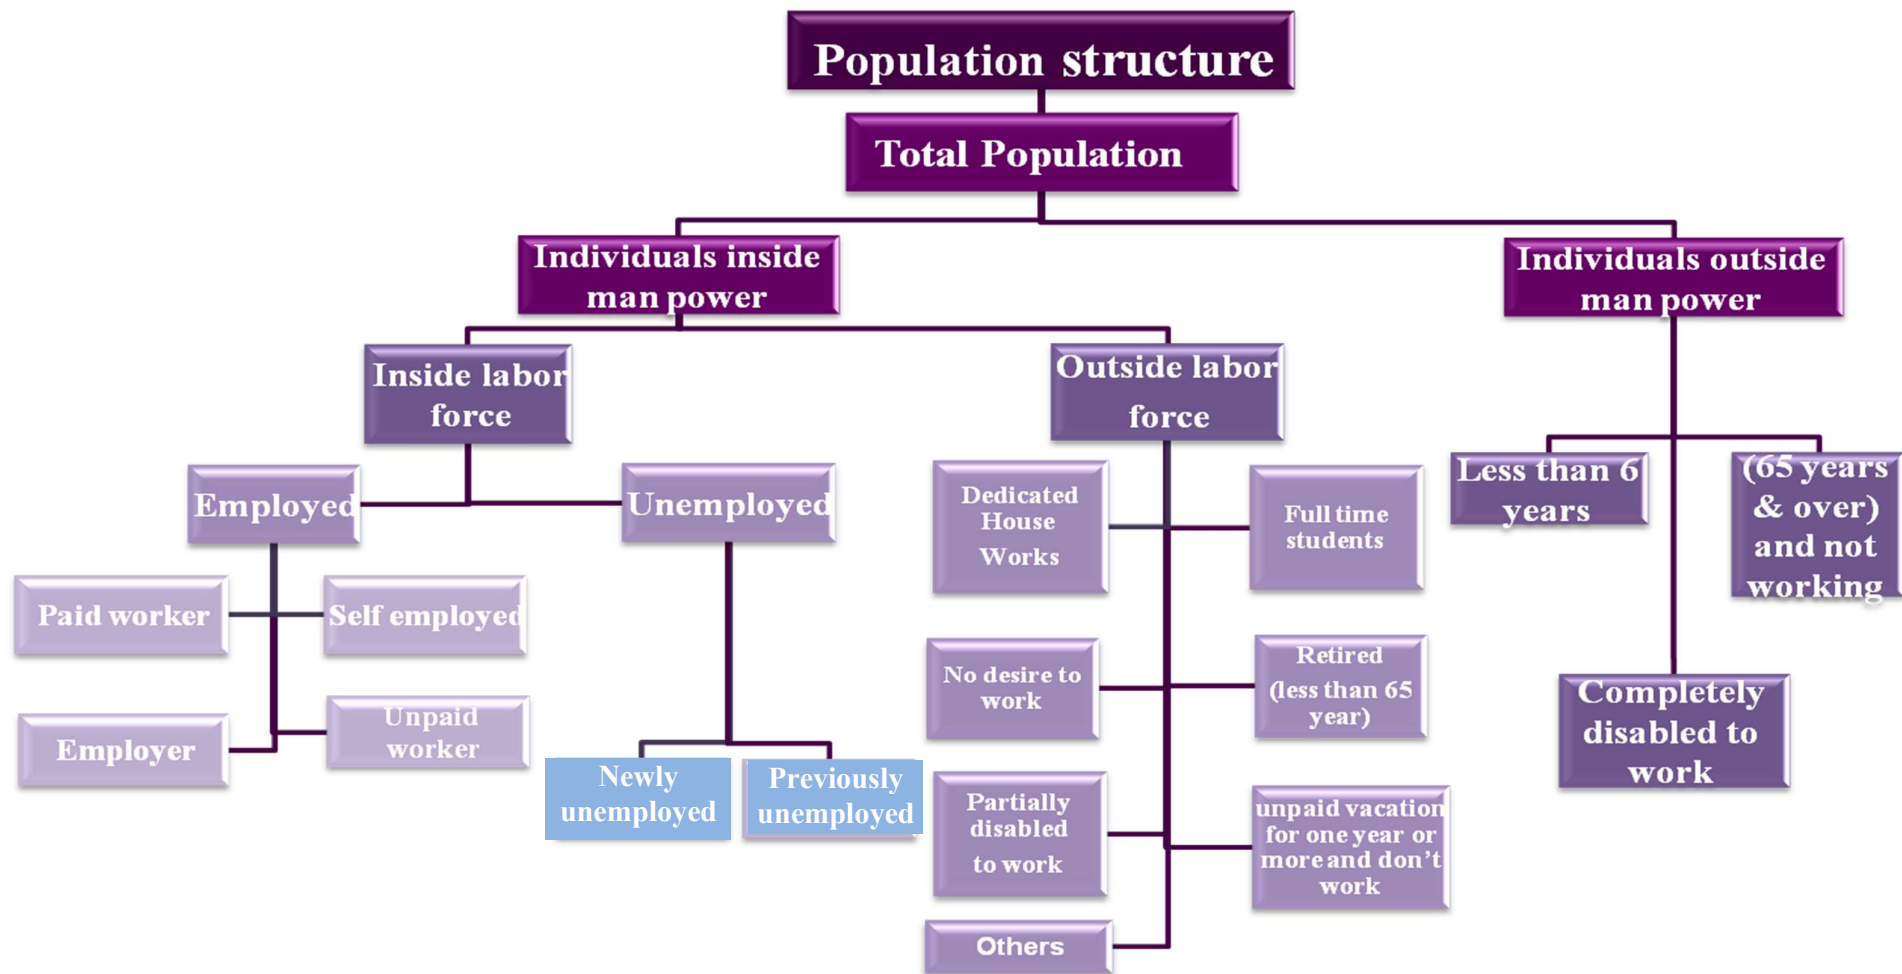 Population structure
Total Population
Individuals inside
man power
Individuals outside
man power
Inside labor
force
Outside labor
force
Employed
Unemployed
Dedicated
House
Works
Full time
students
Less than 6
years
(65 years
& over)
and not
working
Paid worker
Self employed
No desire to
work
Retired
(less than 65
year)
Completely
disabled to
work
Employer
Unpaid
worker
Newly
unemployed
Previously
unemployed
Partially
disabled
to work
unpaid vacation
for one year or
more and don’t
work
Others